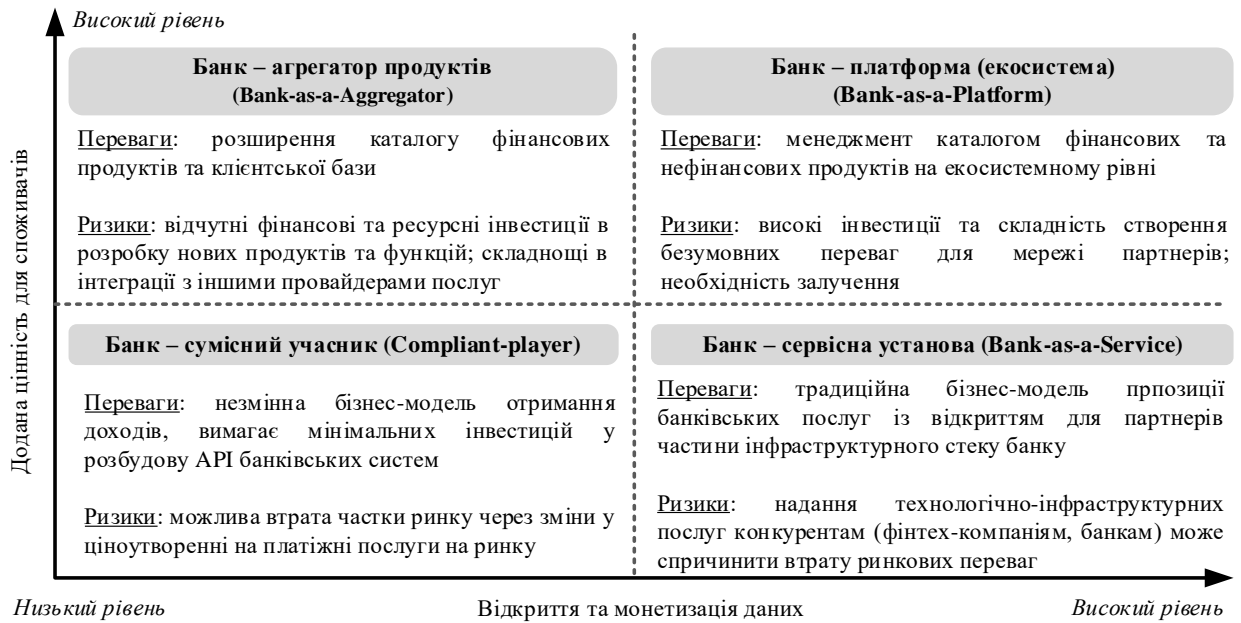 Високий рівень
Додана цінність для споживачів
Банк – агрегатор продуктів
(Bank-as-a-Aggregator)
Переваги: розширення каталогу фінансових
продуктів та клієнтської бази
Ризики: відчутні фінансові та ресурсні інвестиції в
розробку нових продуктів та функцій; складнощі в
інтеграції з іншими провайдерами послуг
Банк – платформа (екосистема)
(Bank-as-a-Platform)
Переваги: менеджмент каталогом фінансових та
нефінансових продуктів на екосистемному рівні
Ризики: високі інвестиції та складність створення
безумовних переваг для мережі партнерів;
необхідність залучення
Банк – сумісний учасник (Compliant-player)
Переваги: незмінна бізнес-модель отримання
доходів, вимагає мінімальних інвестицій у
розбудову API банківських систем
Ризики: можлива втрата частки ринку через зміни у
ціноутворенні на платіжні послуги на ринку
Банк – сервісна установа (Bank-as-a-Service)
Переваги: традиційна бізнес-модель прпозиції
банківських послуг із відкриттям для партнерів
частини інфраструктурного стеку банку
Ризики: надання технологічно-інфраструктурних
послуг конкурентам (фінтех-компаніям, банкам) може
спричинити втрату ринкових переваг
Низький рівень
Відкриття та монетизація даних
Високий рівень